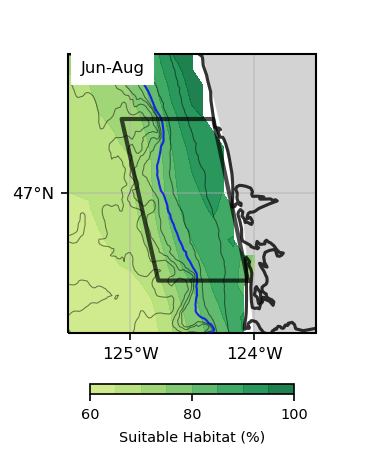 Jun-Aug
47°N
125°W 124°W
60 80 100
Suitable Habitat (%)